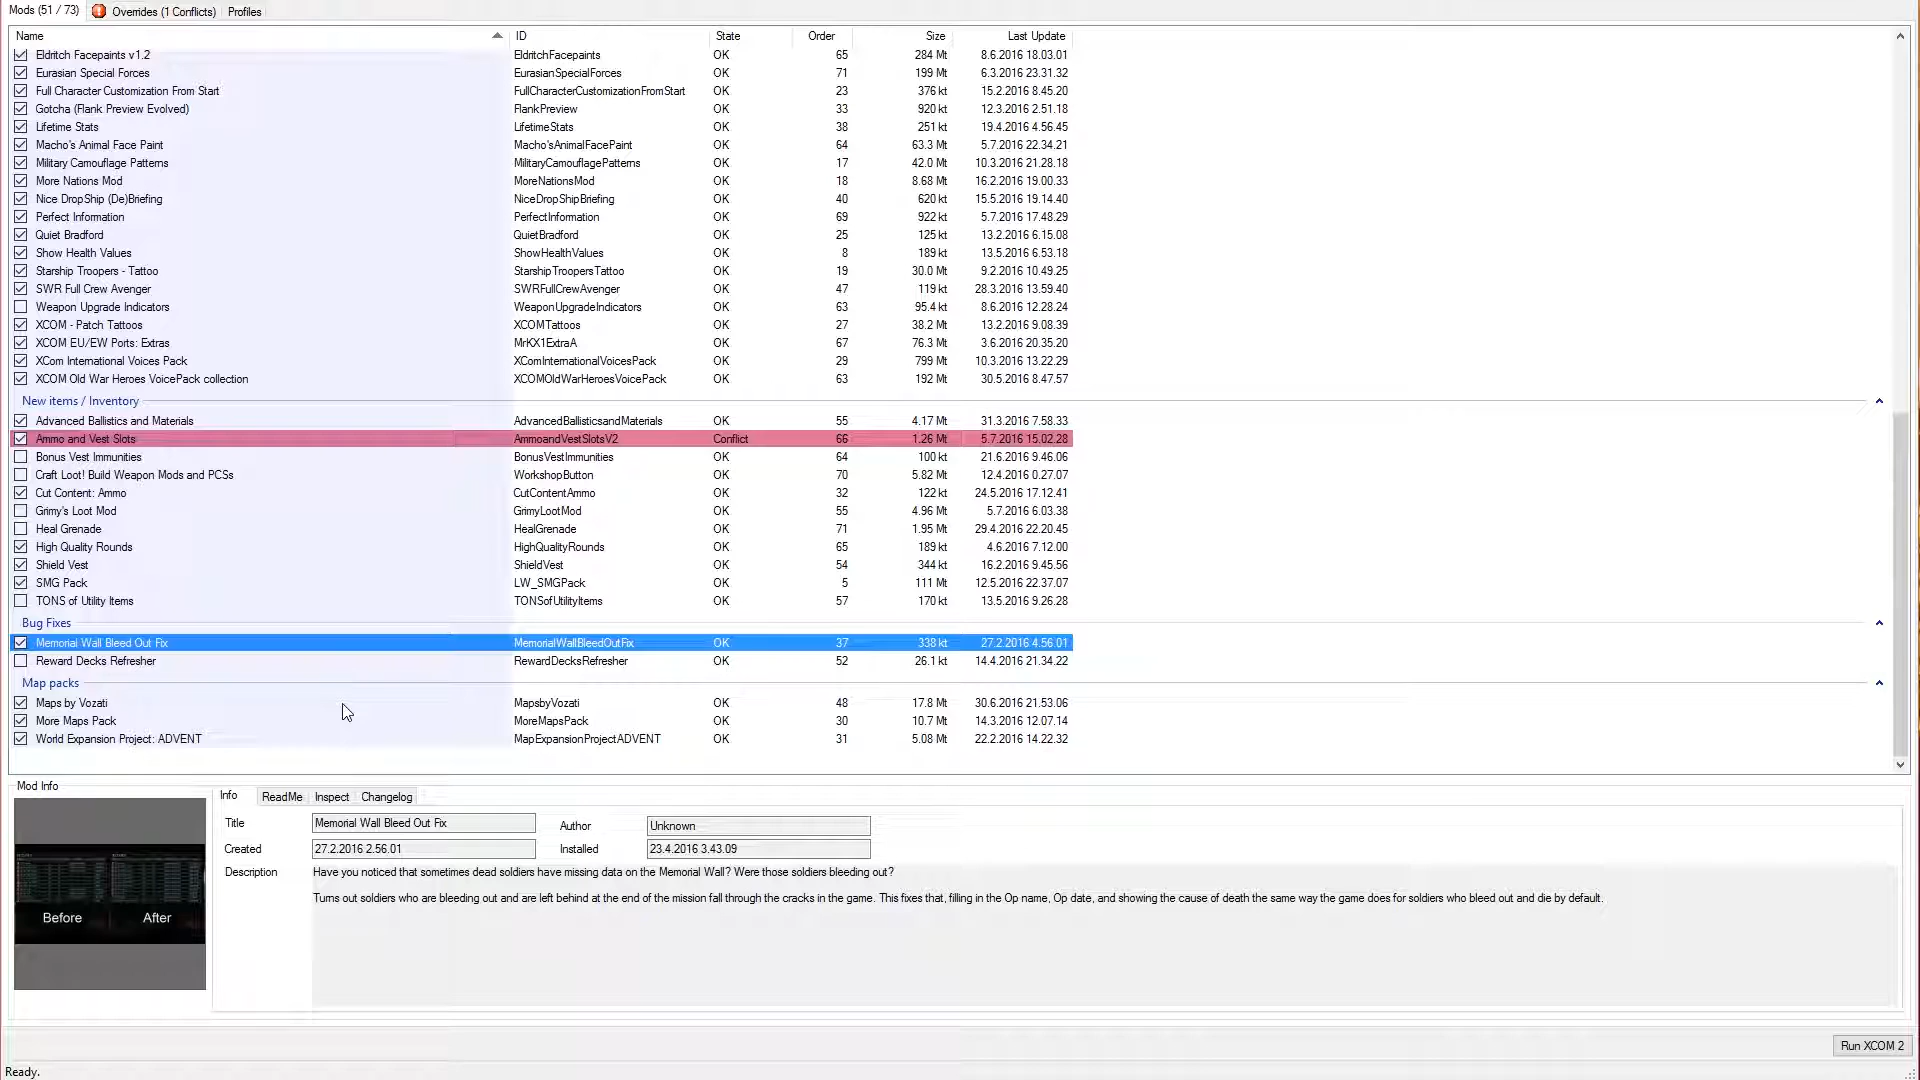 Mods (51 / 73) Overrides (1 Conflicts) Profiles
Name ID State Order Size Last Update
Eldritch Facepaints v1.2 EldritchFacepaints OK 65 284 Mt 8.6.2016 18.03.01
Eurasian Special Forces EurasianSpecialForces OK 71 199 Mt 6.3.2016 23.31.32
Full Character Customization From Start FullCharacterCustomizationFromStart OK 23 376 kt 15.2.2016 8.45.20
Gotcha (Flank Preview Evolved) FlankPreview OK 33 920 kt 12.3.2016 2.51.18
Lifetime Stats LifetimeStats OK 38 251 kt 19.4.2016 4.56.45
Macho's Animal Face Paint Macho'sAnimalFacePaint OK 64 63.3 Mt 5.7.2016 22.34.21
Military Camouflage Patterns MilitaryCamouflagePatterns OK 17 42.0 Mt 10.3.2016 21.28.18
More Nations Mod MoreNationsMod OK 18 8.68 Mt 16.2.2016 19.00.33
Nice DropShip (De)Briefing NiceDropShipBriefing OK 40 620 kt 15.5.2016 19.14.40
Perfect Information PerfectInformation OK 69 922 kt 5.7.2016 17.48.29
Quiet Bradford QuietBradford OK 25 125 kt 13.2.2016 6.15.08
Show Health Values ShowHealthValues OK 8 189 kt 13.5.2016 6.53.18
Starship Troopers - Tattoo StarshipTroopersTattoo OK 19 30.0 Mt 9.2.2016 10.49.25
SWR Full Crew Avenger SWRFullCrewAvenger OK 47 119 kt 28.3.2016 13.59.40
Weapon Upgrade Indicators WeaponUpgradeIndicators OK 63 95.4 kt 8.6.2016 12.28.24
XCOM - Patch Tattoos XCOMTattoos OK 27 38.2 Mt 13.2.2016 9.08.39
XCOM EU/EW Ports: Extras MrKX1ExtraA OK 67 76.3 Mt 3.6.2016 20.35.20
XCom International Voices Pack XComInternationalVoicesPack OK 29 799 Mt 10.3.2016 13.22.29
XCOM Old War Heroes VoicePack collection XCOMOldWarHeroesVoicePack OK 63 192 Mt 30.5.2016 8.47.57
New items / Inventory
Advanced Ballistics and Materials AdvancedBallisticsandMaterials OK 55 4.17 Mt 31.3.2016 7.58.33
Ammo and Vest Slots AmmoandVestSlotsV2 Conflict 66 1.26 Mt 5.7.2016 15.02.28
Bonus Vest Immunities BonusVestImmunities OK 64 100 kt 21.6.2016 9.46.06
Craft Loot! Build Weapon Mods and PCSs WorkshopButton OK 70 5.82 Mt 12.4.2016 0.27.07
Cut Content: Ammo CutContentAmmo OK 32 122 kt 24.5.2016 17.12.41
Grimy's Loot Mod GrimyLootMod OK 55 4.96 Mt 5.7.2016 6.03.38
Heal Grenade HealGrenade OK 71 1.95 Mt 29.4.2016 22.20.45
High Quality Rounds HighQualityRounds OK 65 189 kt 4.6.2016 7.12.00
Shield Vest ShieldVest OK 54 344 kt 16.2.2016 9.45.56
SMG Pack LW_SMGPack OK 5 111 Mt 12.5.2016 22.37.07
TONS of Utility Items TONSofUtilityItems OK 57 170 kt 13.5.2016 9.26.28
Bug Fixes
Memorial Wall Bleed Out Fix MemorialWallBleedOutFix OK 37 338 kt 27.2.2016 4.56.01
Reward Decks Refresher RewardDecksRefresher OK 52 26.1 kt 14.4.2016 21.34.22
Map packs
Maps by Vozati MapsbyVozati OK 48 17.8 Mt 30.6.2016 21.53.06
More Maps Pack MoreMapsPack OK 30 10.7 Mt 14.3.2016 12.07.14
World Expansion Project: ADVENT MapExpansionProjectADVENT OK 31 5.08 Mt 22.2.2016 14.22.32
Mod Info
Info ReadMe Inspect Changelog
Title Memorial Wall Bleed Out Fix Author Unknown
Created 27.2.2016 2.56.01 Installed 23.4.2016 3.43.09
Description Have you noticed that sometimes dead soldiers have missing data on the Memorial Wall? Were those soldiers bleeding out?
Turns out soldiers who are bleeding out and are left behind at the end of the mission fall through the cracks in the game. This fixes that, filling in the Op name, Op date, and showing the cause of death the same way the game does for soldiers who bleed out and die by default.
Before After
Run XCOM 2
Ready.